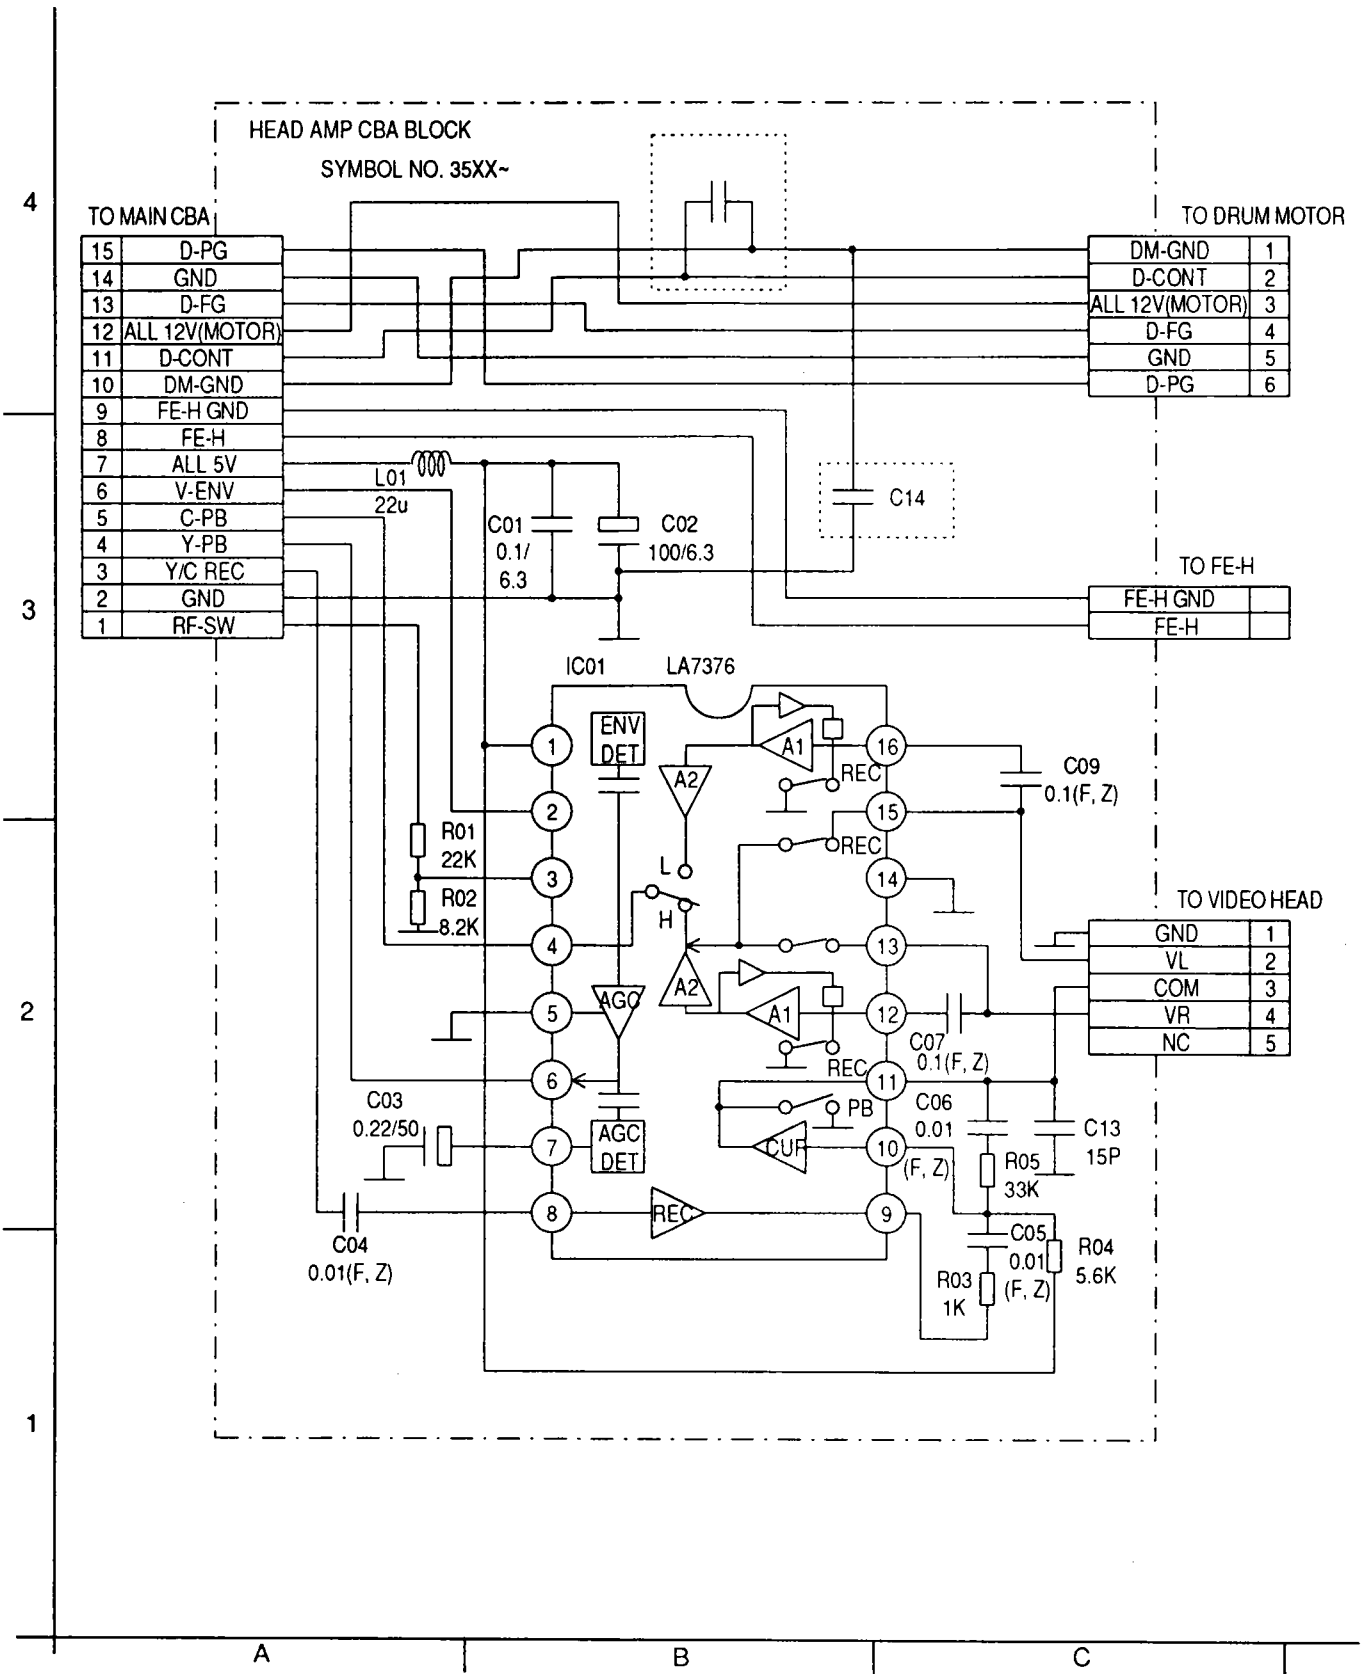 HEAD AMP CBA BLOCK
SYMBOL NO. 35XX~
4
TO MAIN CBA
15 D-PG
14 GND
13 D-FG
12 ALL 12V(MOTOR)
11 D-CONT
10 DM-GND
9 FE-H GND
8 FE-H
7 ALL 5V
6 V-ENV
5 C-PB
4 Y-PB
3 Y/C REC
2 GND
1 RF-SW
TO DRUM MOTOR
DM-GND 1
D-CONT 2
ALL 12V(MOTOR) 3
D-FG 4
GND 5
D-PG 6
L01
22u
C01
0.1/
6.3
C02
100/6.3
C14
3
TO FE-H
FE-H GND
FE-H
IC01 LA7376
1
2
3
4
5
6
7
8
16
15
14
13
12
11
10
9
ENV
DET
A2
A1
REC
REC
L
H
A2
A1
REC
AGC
AGC
DET
PB
CUR
REC
C09
0.1(F, Z)
R01
22K
R02
8.2K
TO VIDEO HEAD
GND 1
VL 2
COM 3
VR 4
NC 5
2
C07
0.1(F, Z)
C03
0.22/50
C06
0.01
(F, Z)
R05
33K
C13
15P
C04
0.01(F, Z)
C05
0.01
(F, Z)
R03
1K
R04
5.6K
1
A B C